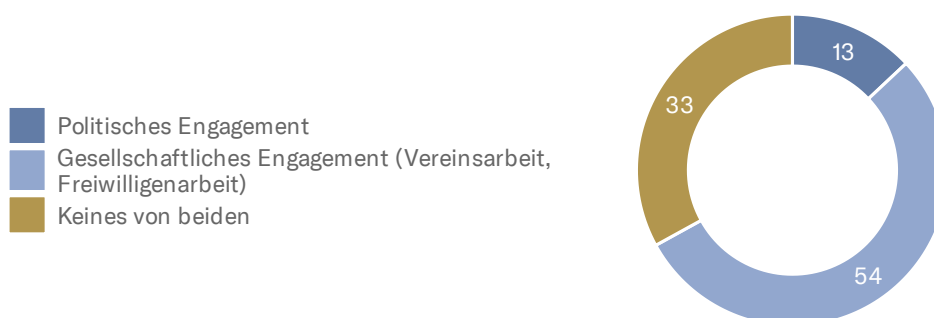 Politisches Engagement
Gesellschaftliches Engagement (Vereinsarbeit,
Freiwilligenarbeit)
Keines von beiden
13
33
54